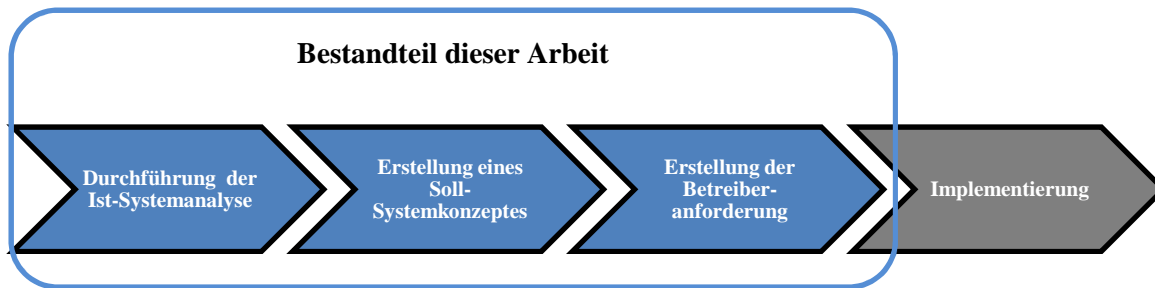 Bestandteil dieser Arbeit
Durchführung der
Ist-Systemanalyse
Erstellung eines
Soll-
Systemkonzeptes
Erstellung der
Betreiber-
anforderung
Implementierung